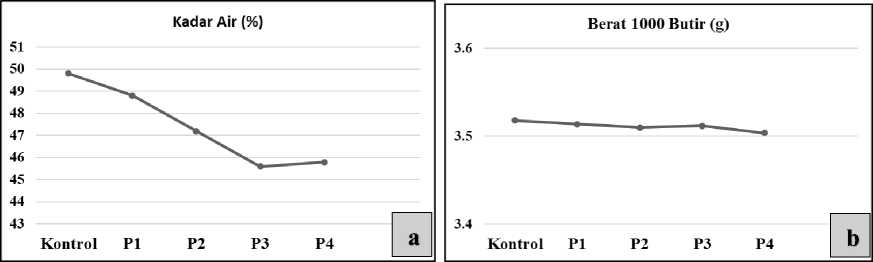 Kadar Air (%)
51
50
49
48
47
46
45
44
43
Kontrol P1 P2 P3 P4
a
Berat 1000 Butir (g)
3.6
3.5
3.4
Kontrol P1 P2 P3 P4
b